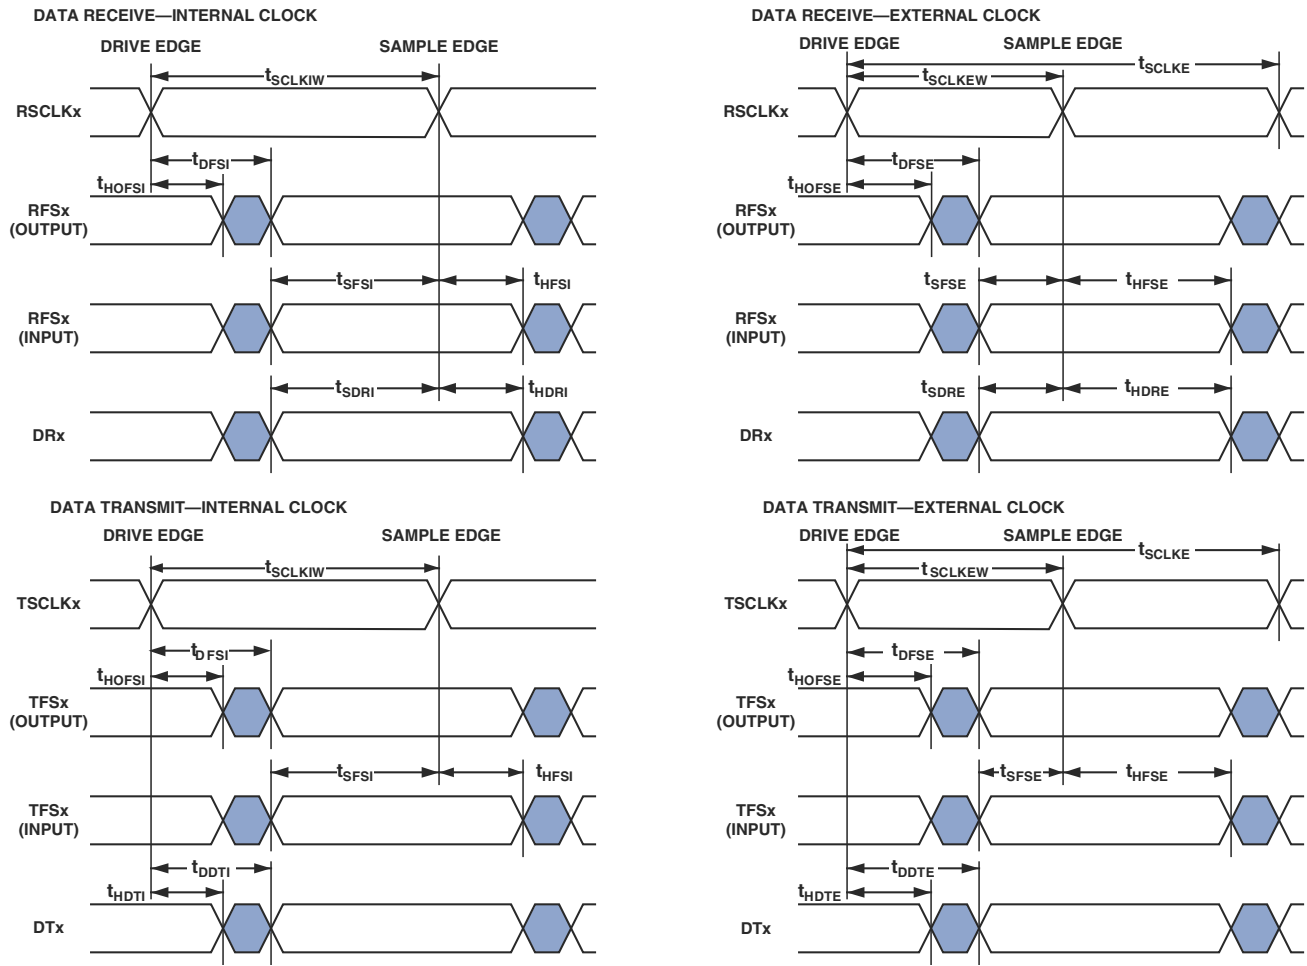 DATA RECEIVE—INTERNAL CLOCK
DRIVE EDGE
SAMPLE EDGE
tSCLKIW
RSCLKx
tDFSI
tHOFSI
RFSx
(OUTPUT)
tSFSI
tHFSI
RFSx
(INPUT)
tSDRI
tHDRI
DRx
DATA RECEIVE—EXTERNAL CLOCK
DRIVE EDGE
SAMPLE EDGE
tSCLKE
tSCLKEW
RSCLKx
tDFSE
tHOFSE
RFSx
(OUTPUT)
tSFSE
tHFSE
RFSx
(INPUT)
tSDRE
tHDRE
DRx
DATA TRANSMIT—INTERNAL CLOCK
DRIVE EDGE
SAMPLE EDGE
tSCLKIW
TSCLKx
tDFSI
tHOFSI
TFSx
(OUTPUT)
tSFSI
tHFSI
TFSx
(INPUT)
tDDTI
tHDTI
DTx
DATA TRANSMIT—EXTERNAL CLOCK
DRIVE EDGE
SAMPLE EDGE
tSCLKE
tSCLKEW
TSCLKx
tDFSE
tHOFSE
TFSx
(OUTPUT)
tSFSE
tHFSE
TFSx
(INPUT)
tDDTE
tHDTE
DTx